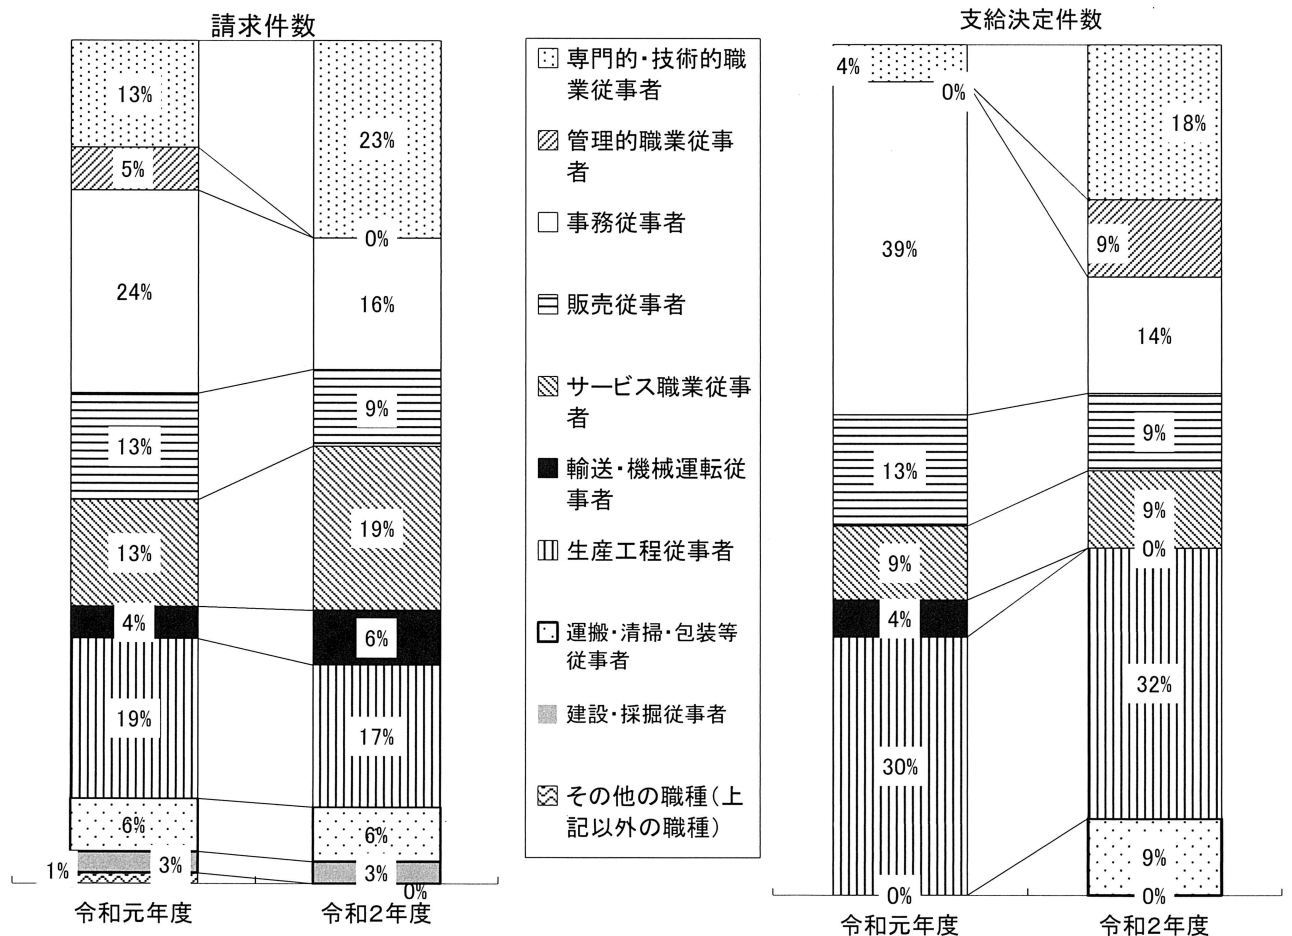 請求件数
13%
5%
24%
13%
13%
4%
19%
6%
3%
1%
令和元年度
23%
0%
16%
9%
19%
6%
17%
6%
3%
0%
令和2年度
専門的・技術的職
業従事者
管理的職業従事
者
事務従事者
販売従事者
サービス職業従事
者
輸送・機械運転従
事者
生産工程従事者
運搬・清掃・包装等
従事者
建設・採掘従事者
その他の職種(上
記以外の職種)
支給決定件数
4%
0%
39%
13%
9%
4%
30%
0%
令和元年度
18%
9%
14%
9%
9%
0%
32%
9%
0%
令和2年度